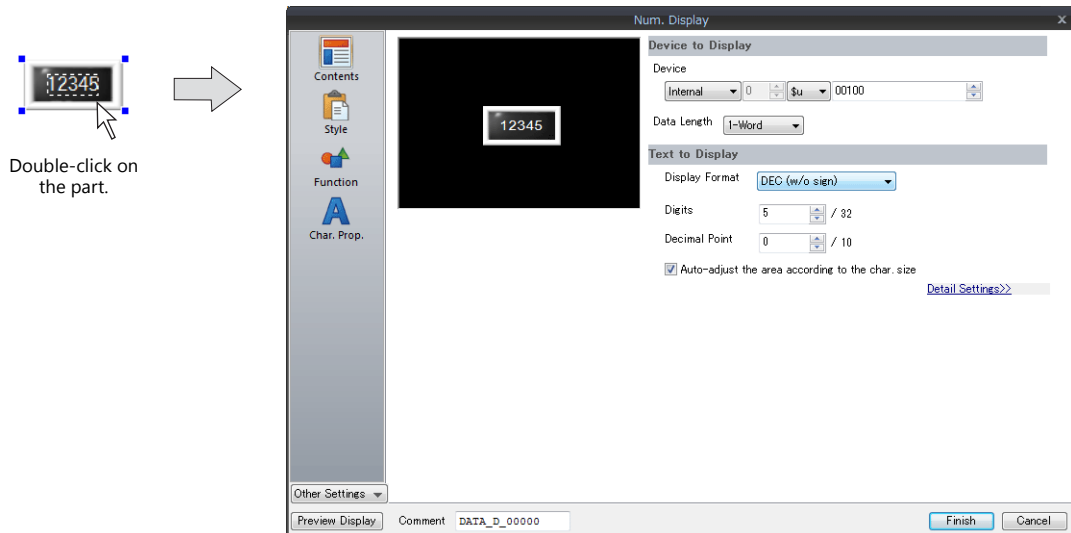 12345
Double-click on
the part.
Num. Display x
Contents
Style
Function
Char. Prop.
12345
Device to Display
Device
Internal 0 $u 00100
Data Length 1-Word
Text to Display
Display Format DEC (w/o sign)
Digits 5 / 32
Decimal Point 0 / 10
Auto-adjust the area according to the char. size
Detail Settings>>
Other Settings
Preview Display Comment DATA_D_00000 Finish Cancel